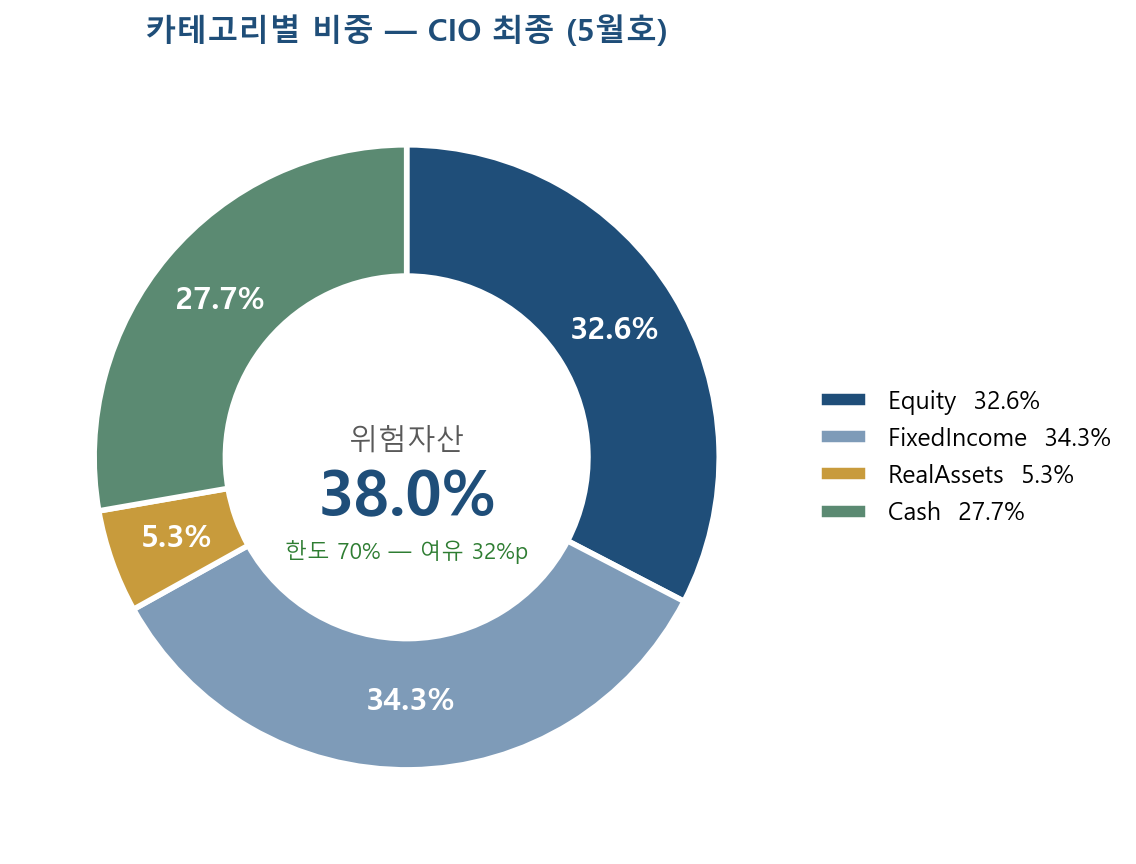 카테고리별 비중 — CIO 최종 (5월호)
27.7%
32.6%
5.3%
34.3%
위험자산
38.0%
한도 70% — 여유 32%p
Equity 32.6%
FixedIncome 34.3%
RealAssets 5.3%
Cash 27.7%